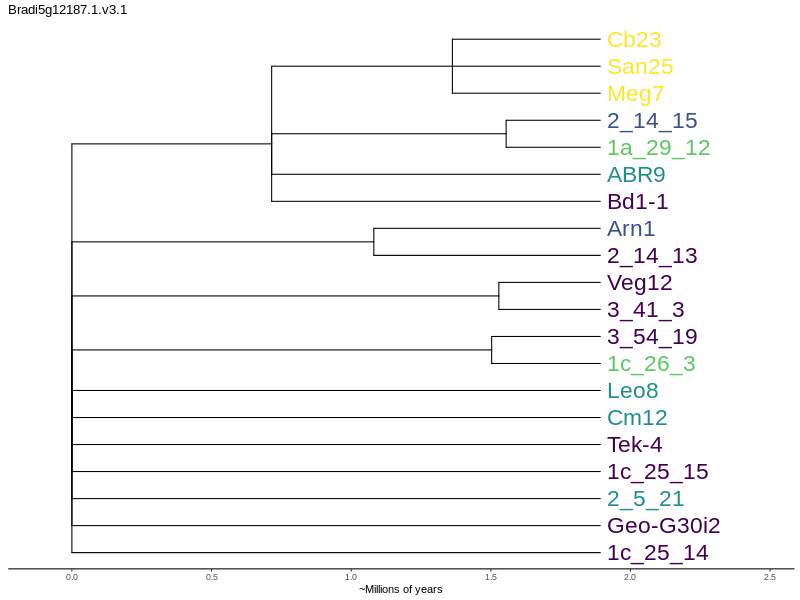 Bradi5g12187.1.v3.1
Cb23
San25
Meg7
2_14_15
1a_29_12
ABR9
Bd1-1
Arn1
2_14_13
Veg12
3_41_3
3_54_19
1c_26_3
Leo8
Cm12
Tek-4
1c_25_15
2_5_21
Geo-G30i2
1c_25_14
0.0 0.5 1.0 1.5 2.0 2.5
~Millions of years